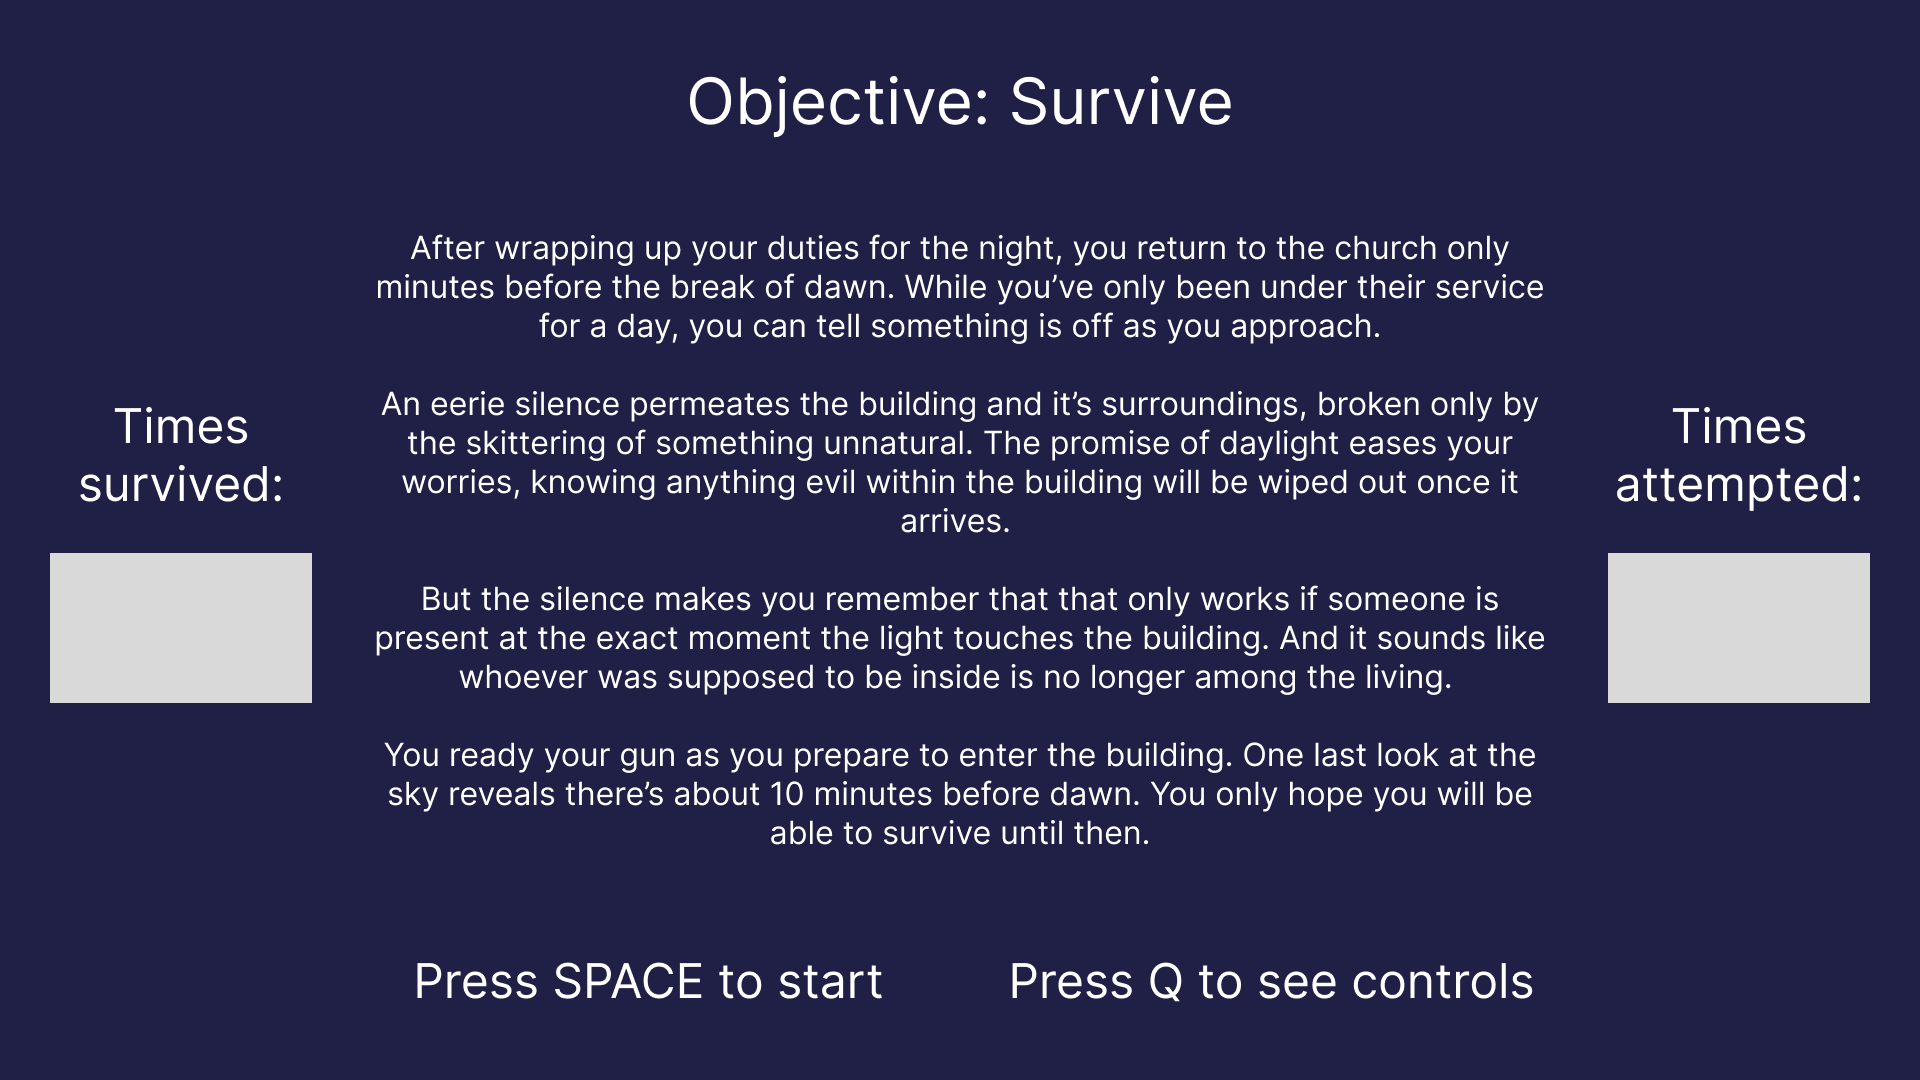 Objective: Survive
After wrapping up your duties for the night, you return to the church only
minutes before the break of dawn. While you’ve only been under their service
for a day, you can tell something is off as you approach.
An eerie silence permeates the building and it’s surroundings, broken only by
the skittering of something unnatural. The promise of daylight eases your
worries, knowing anything evil within the building will be wiped out once it
arrives.
But the silence makes you remember that that only works if someone is
present at the exact moment the light touches the building. And it sounds like
whoever was supposed to be inside is no longer among the living.
You ready your gun as you prepare to enter the building. One last look at the
sky reveals there’s about 10 minutes before dawn. You only hope you will be
able to survive until then.
Times
survived:
Times
attempted:
Press SPACE to start
Press Q to see controls